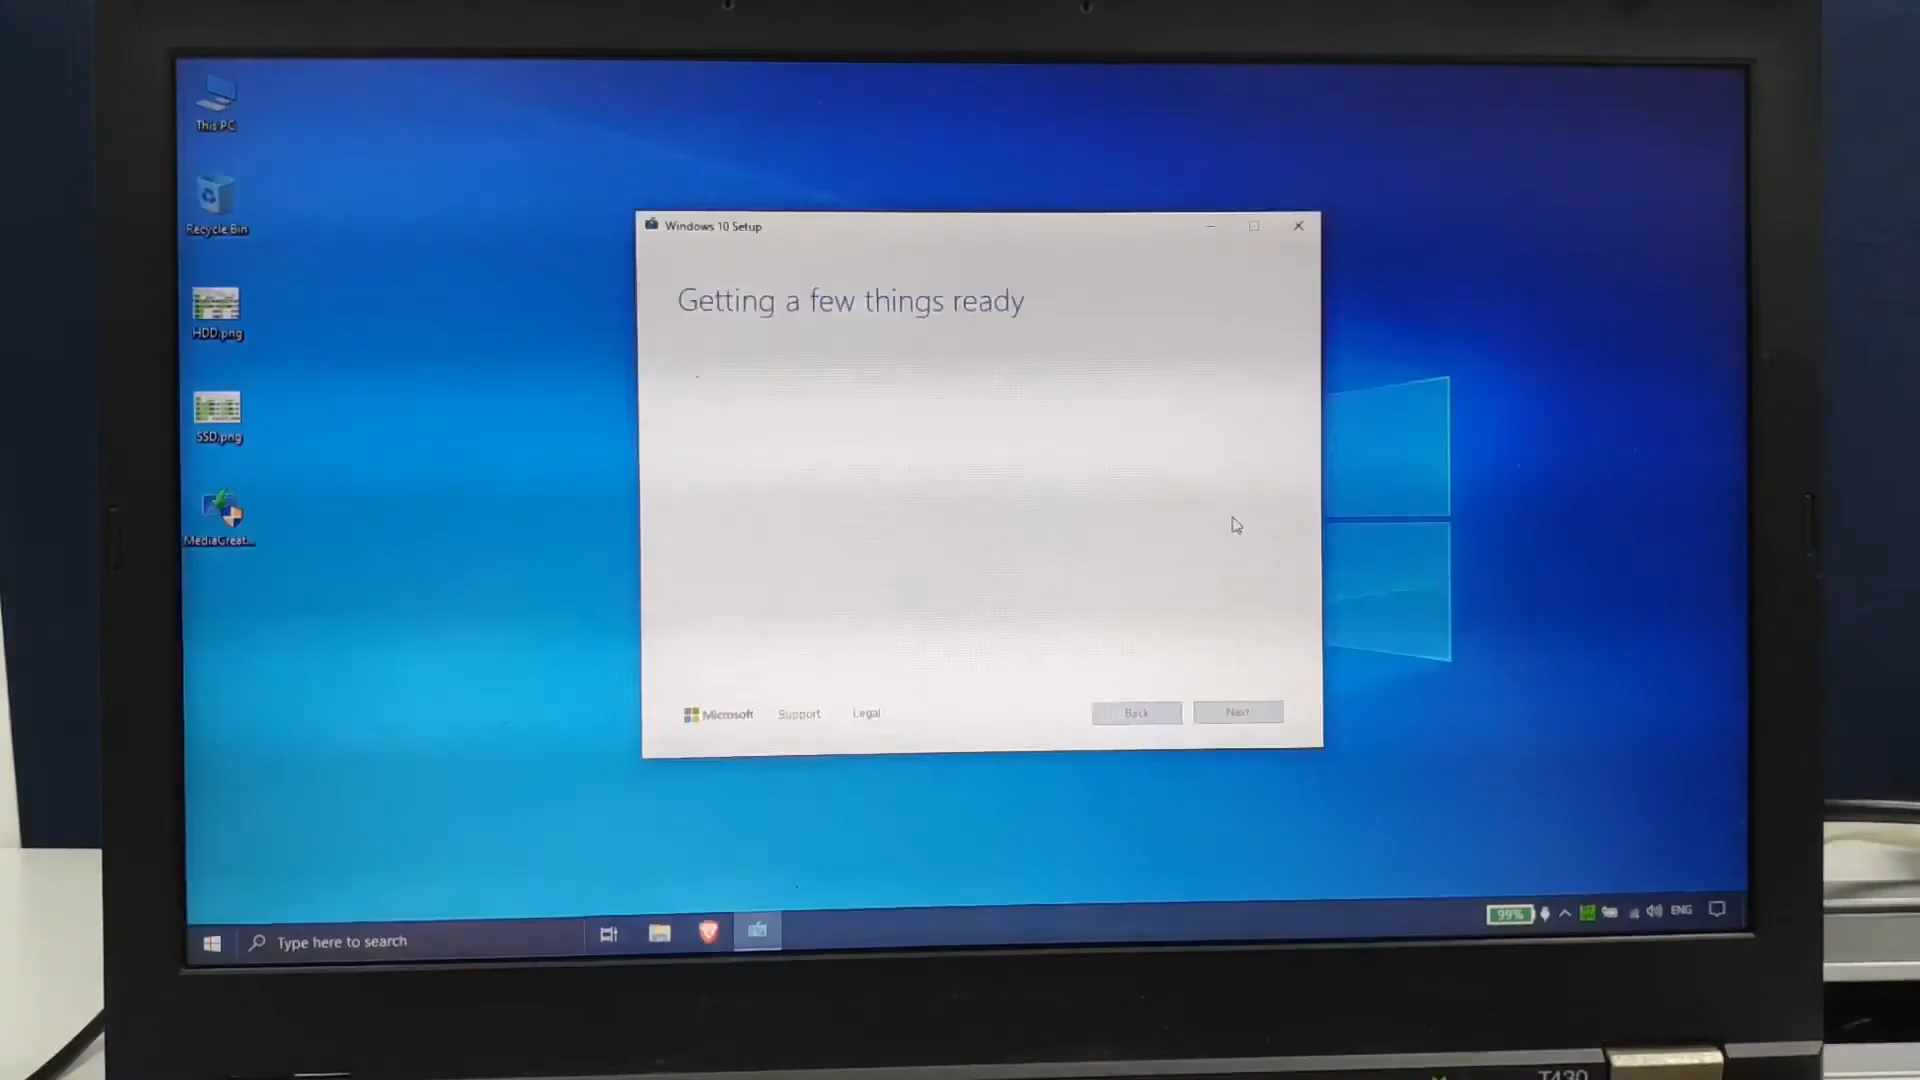 This PC
Recycle Bin
HDD.png
SSD.png
MediaCreat...
Windows 10 Setup
Getting a few things ready
Microsoft
Support
Legal
Back
Next
Type here to search
99%
ENG
T430